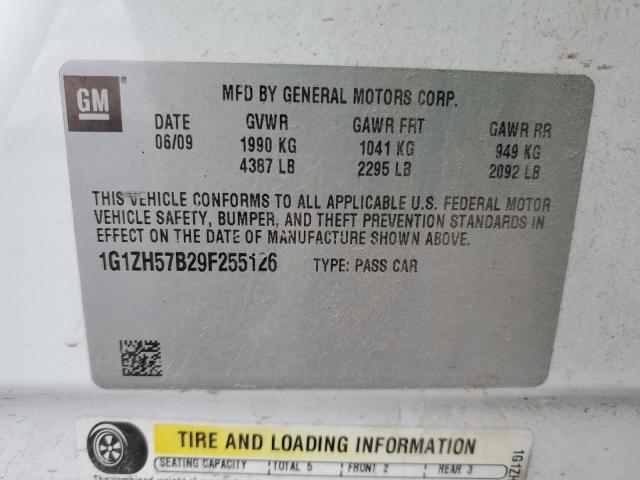 GM
MFD BY GENERAL MOTORS CORP.
DATE GVWR GAWR FRT GAWR RR
06/09 1990 KG 1041 KG 949 KG
4387 LB 2295 LB 2092 LB
THIS VEHICLE CONFORMS TO ALL APPLICABLE U.S. FEDERAL MOTOR
VEHICLE SAFETY, BUMPER, AND THEFT PREVENTION STANDARDS IN
EFFECT ON THE DATE OF MANUFACTURE SHOWN ABOVE.
1G1ZH57B29F255126 TYPE: PASS CAR
TIRE AND LOADING INFORMATION
SEATING CAPACITY TOTAL 5 FRONT 2 REAR 3
1G1ZH